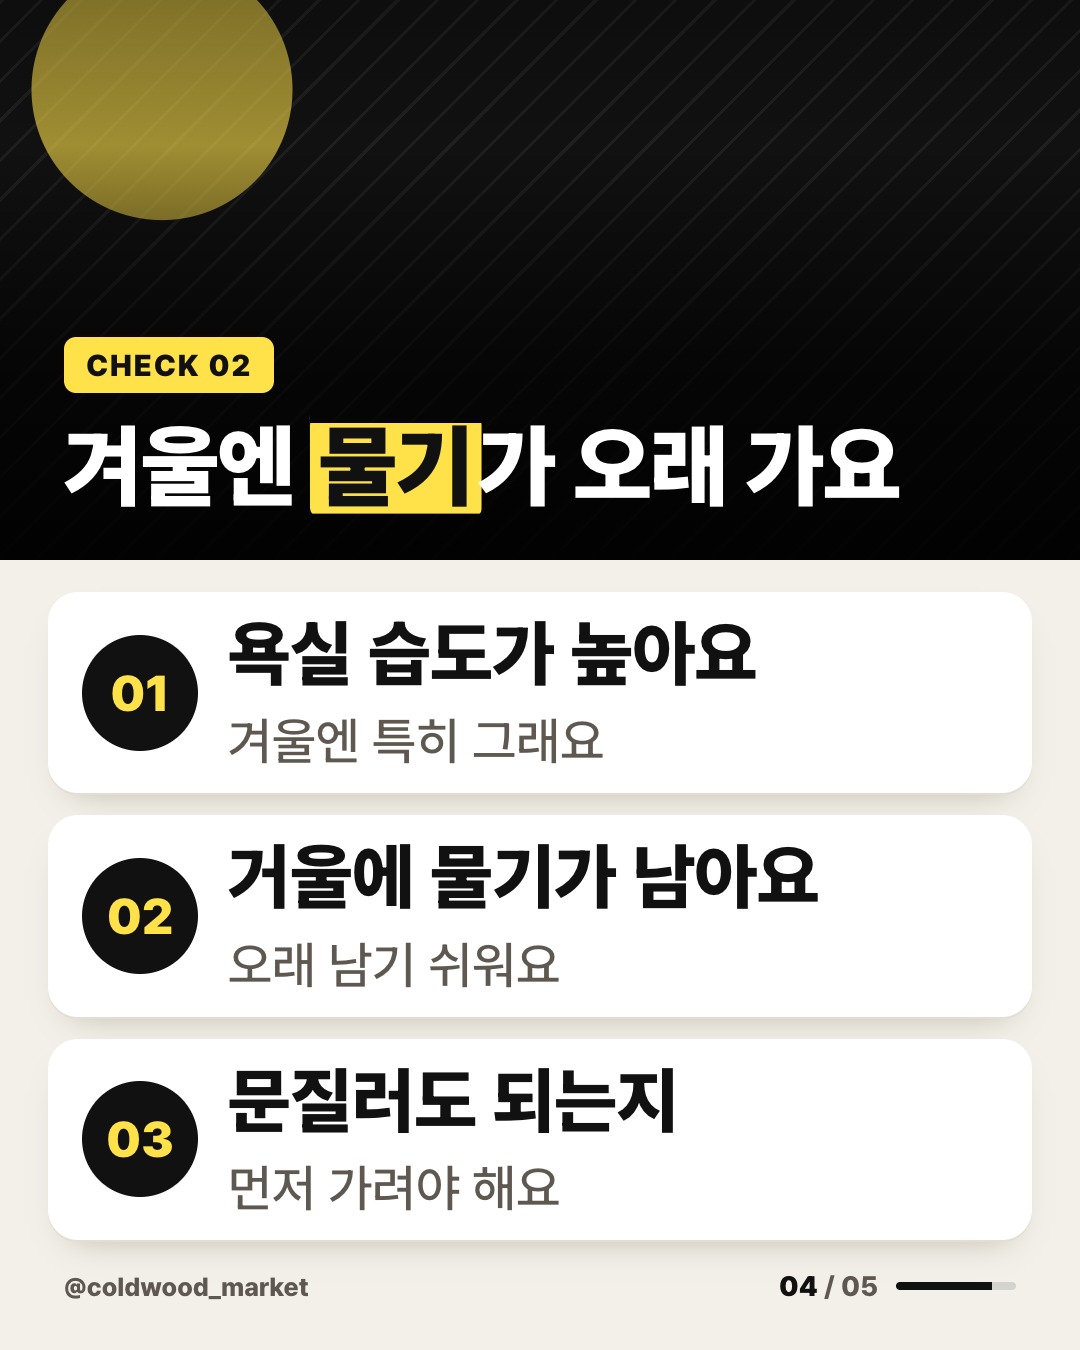 CHECK 02
겨울엔 물기가 오래 가요
01
욕실 습도가 높아요
겨울엔 특히 그래요
02
거울에 물기가 남아요
오래 남기 쉬워요
03
문질러도 되는지
먼저 가려야 해요
@coldwood_market
04 / 05